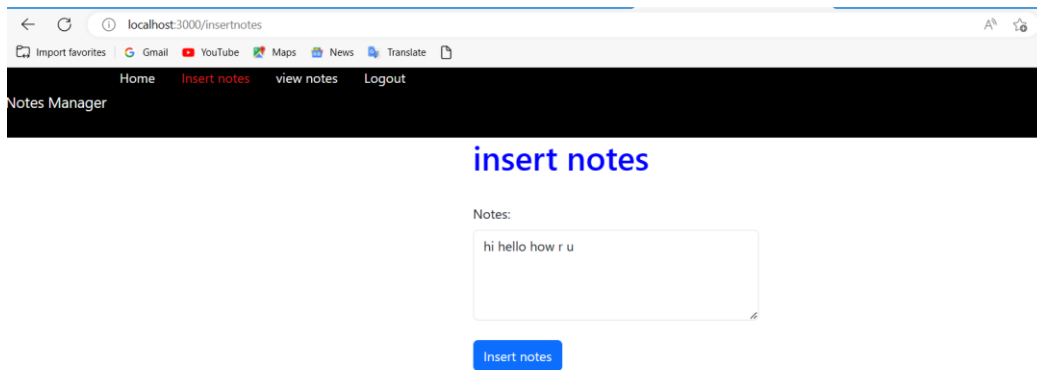 localhost:3000/insertnotes
Import favorites Gmail YouTube Maps News Translate
Home Insert notes view notes Logout
Notes Manager
insert notes
Notes:
hi hello how r u
Insert notes